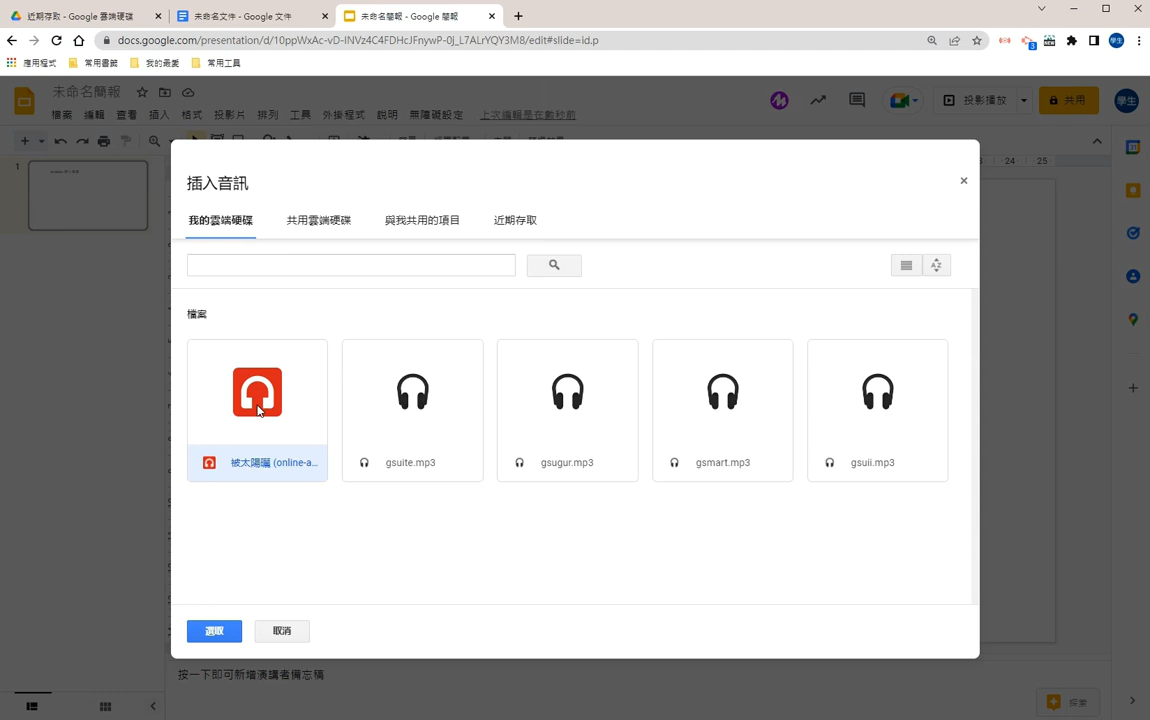 近期存取 - Google 雲端硬碟
未命名文件 - Google 文件
未命名簡報 - Google 簡報
docs.google.com/presentation/d/10ppWxAc-vD-INVz4C4FDHcJFnywP-0j_L7ALrYQY3M8/edit#slide=id.p
應用程式 常用書籤 我的最愛 常用工具
未命名簡報
檔案 編輯 查看 插入 格式 投影片 排列 工具 外掛程式 說明 無障礙設定 上次編輯是在數秒前
投影播放
共用
學生
24 25
1
插入音訊
我的雲端硬碟 共用雲端硬碟 與我共用的項目 近期存取
檔案
被太陽曬 (online-a...
gsuite.mp3
gsugur.mp3
gsmart.mp3
gsuii.mp3
選取 取消
按一下即可新增演講者備忘稿
探索